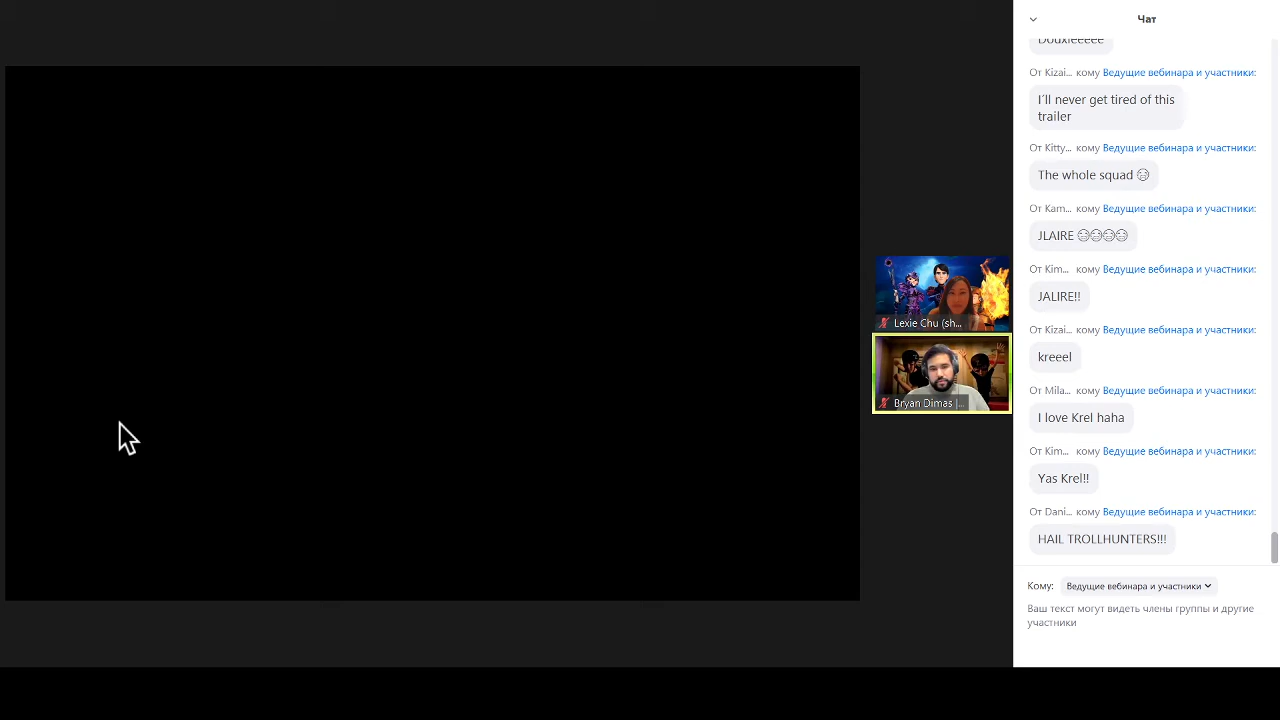 Чат
Douxieeeee
От Kizai... кому Ведущие вебинара и участники:
I´ll never get tired of this
trailer
От Kitty... кому Ведущие вебинара и участники:
The whole squad 😔
От Kam... кому Ведущие вебинара и участники:
JLAIRE
От Kim... кому Ведущие вебинара и участники:
JALIRE!!
От Kizai... кому Ведущие вебинара и участники:
kreeel
От Mila... кому Ведущие вебинара и участники:
I love Krel haha
От Kim... кому Ведущие вебинара и участники:
Yas Krel!!
От Dani... кому Ведущие вебинара и участники:
HAIL TROLLHUNTERS!!!
Кому: Ведущие вебинара и участники
Ваш текст могут видеть члены группы и другие
участники
Lexie Chu (sh...
Bryan Dimas |...